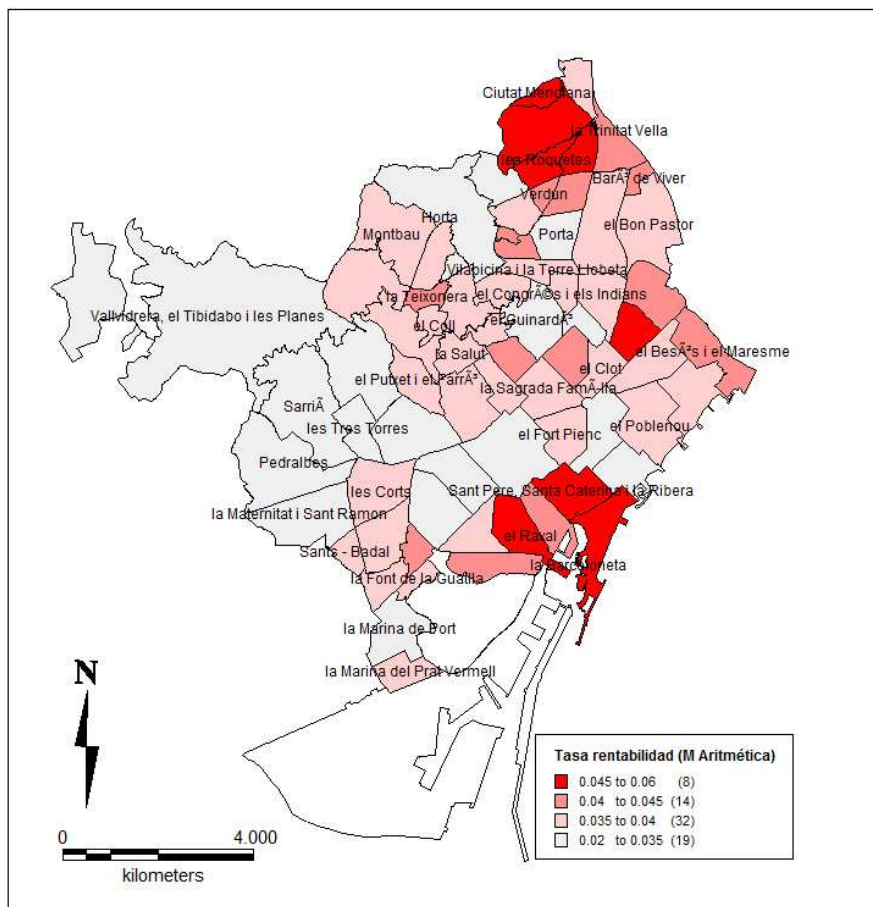 Ciutat Meridiana
la Trinitat Vella
les Roquetes
BarÃ³ de Viver
Verdun
Horta
el Bon Pastor
Montbau
Porta
Vilapicina i la Torre Llobeta
la Teixonera
el CongrÃ©s i els Indians
Vallvidrera, el Tibidabo i les Planes
el GuinardÃ³
el Coll
la Salut
el BesÃ²s i el Maresme
el Putxet i el FarrÃ³
el Clot
la Sagrada FamÃ­lia
SarriÃ
les Tres Torres
el Poblenou
el Fort Pienc
Pedralbes
les Corts
Sant Pere, Santa Caterina i la Ribera
la Maternitat i Sant Ramon
el Raval
Sants - Badal
la Barceloneta
la Font de la Guatlla
la Marina de Port
la Marina del Prat Vermell
N
0 4.000
kilometers
Tasa rentabilidad (M Aritmética)
0.045 to 0.06 (8)
0.04 to 0.045 (14)
0.035 to 0.04 (32)
0.02 to 0.035 (19)